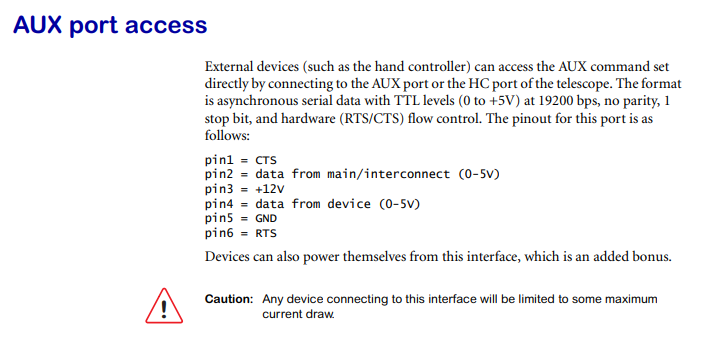 AUX port access
External devices (such as the hand controller) can access the AUX command set
directly by connecting to the AUX port or the HC port of the telescope. The format
is asynchronous serial data with TTL levels (0 to +5V) at 19200 bps, no parity, 1
stop bit, and hardware (RTS/CTS) flow control. The pinout for this port is as
follows:
pin1 = CTS
pin2 = data from main/interconnect (0-5V)
pin3 = +12V
pin4 = data from device (0-5V)
pin5 = GND
pin6 = RTS
Devices can also power themselves from this interface, which is an added bonus.
Caution: Any device connecting to this interface will be limited to some maximum
current draw.